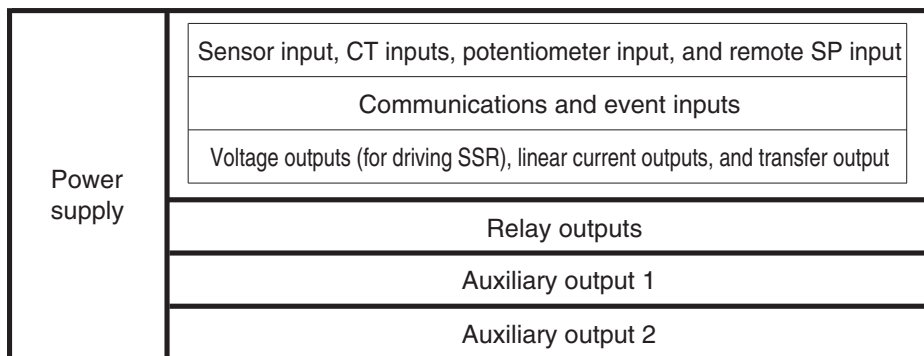 Power
supply
Sensor input, CT inputs, potentiometer input, and remote SP input
Communications and event inputs
Voltage outputs (for driving SSR), linear current outputs, and transfer output
Relay outputs
Auxiliary output 1
Auxiliary output 2